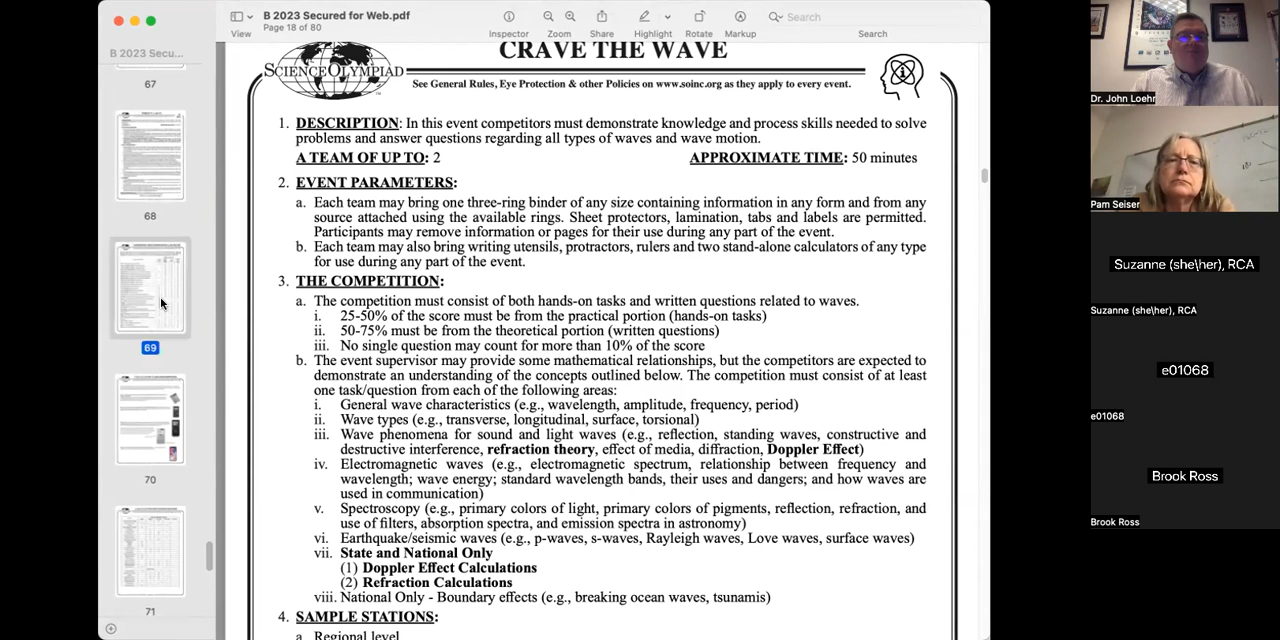 B 2023 Secured for Web.pdf
Page 18 of 80
View
Inspector
Zoom
Share
Highlight
Rotate
Markup
Search
Search
B 2023 Secu...
67
68
69
70
71
CRAVE THE WAVE
SCIENCE OLYMPIAD
See General Rules, Eye Protection & other Policies on www.soinc.org as they apply to every event.
1. DESCRIPTION: In this event competitors must demonstrate knowledge and process skills needed to solve
problems and answer questions regarding all types of waves and wave motion.
A TEAM OF UP TO: 2 APPROXIMATE TIME: 50 minutes
2. EVENT PARAMETERS:
a. Each team may bring one three-ring binder of any size containing information in any form and from any
source attached using the available rings. Sheet protectors, lamination, tabs and labels are permitted.
Participants may remove information or pages for their use during any part of the event.
b. Each team may also bring writing utensils, protractors, rulers and two stand-alone calculators of any type
for use during any part of the event.
3. THE COMPETITION:
a. The competition must consist of both hands-on tasks and written questions related to waves.
i. 25-50% of the score must be from the practical portion (hands-on tasks)
ii. 50-75% must be from the theoretical portion (written questions)
iii. No single question may count for more than 10% of the score
b. The event supervisor may provide some mathematical relationships, but the competitors are expected to
demonstrate an understanding of the concepts outlined below. The competition must consist of at least
one task/question from each of the following areas:
i. General wave characteristics (e.g., wavelength, amplitude, frequency, period)
ii. Wave types (e.g., transverse, longitudinal, surface, torsional)
iii. Wave phenomena for sound and light waves (e.g., reflection, standing waves, constructive and
destructive interference, refraction theory, effect of media, diffraction, Doppler Effect)
iv. Electromagnetic waves (e.g., electromagnetic spectrum, relationship between frequency and
wavelength; wave energy; standard wavelength bands, their uses and dangers; and how waves are
used in communication)
v. Spectroscopy (e.g., primary colors of light, primary colors of pigments, reflection, refraction, and
use of filters, absorption spectra, and emission spectra in astronomy)
vi. Earthquake/seismic waves (e.g., p-waves, s-waves, Rayleigh waves, Love waves, surface waves)
vii. State and National Only
(1) Doppler Effect Calculations
(2) Refraction Calculations
viii. National Only - Boundary effects (e.g., breaking ocean waves, tsunamis)
4. SAMPLE STATIONS:
a. Regional level
Dr. John Loehr
Pam Seiser
Suzanne (she\her), RCA
Suzanne (she\her), RCA
e01068
e01068
Brook Ross
Brook Ross